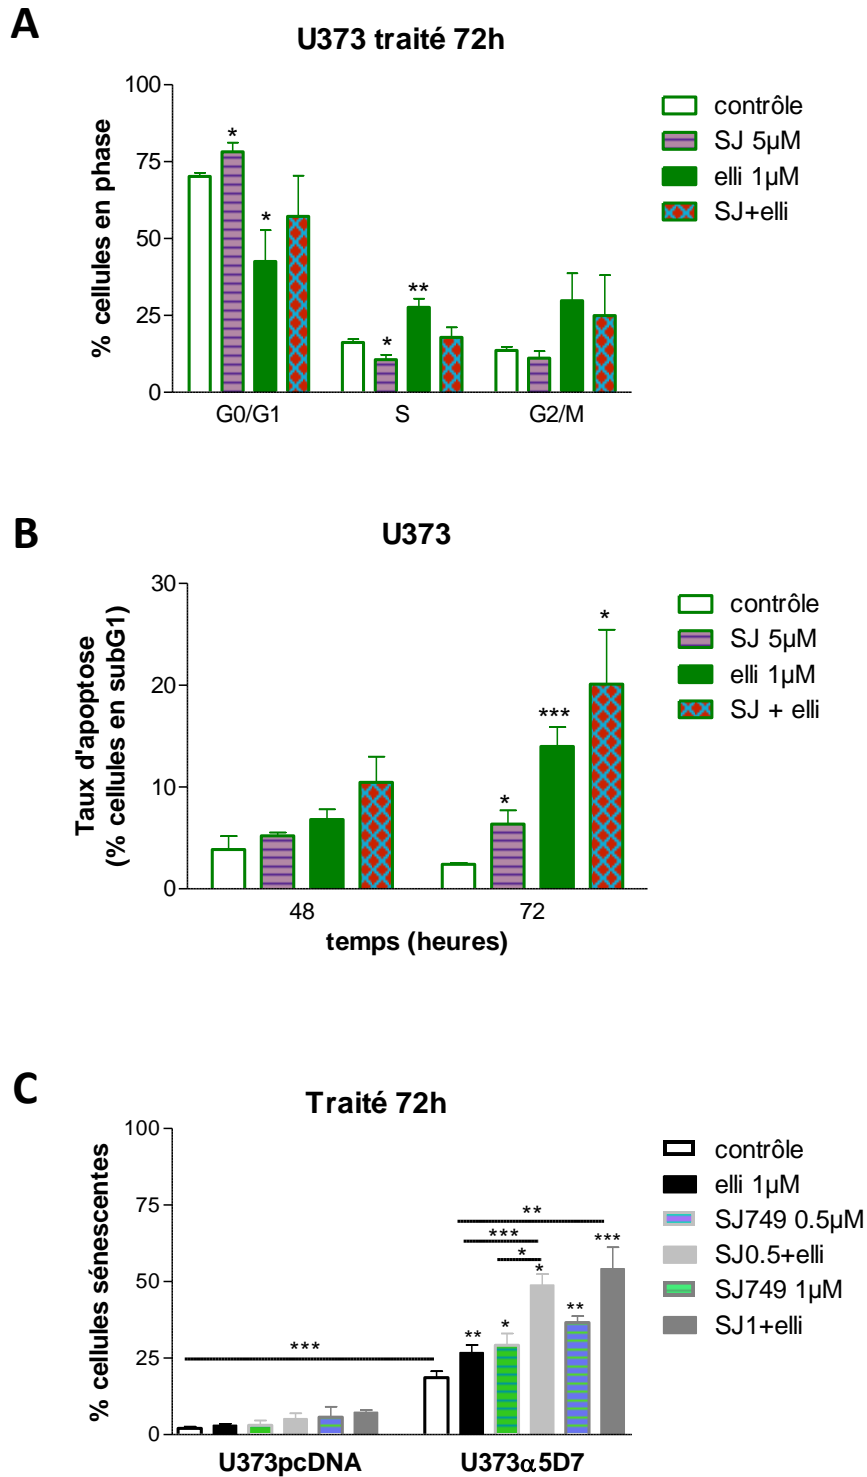 A
U373 traité 72h
% cellules en phase
100
75
50
25
0
*
*
*
**
G0/G1
S
G2/M
contrôle
SJ 5µM
elli 1µM
SJ+elli
B
U373
Taux d'apoptose
(% cellules en subG1)
30
20
10
0
*
***
*
48
72
temps (heures)
contrôle
SJ 5µM
elli 1µM
SJ + elli
C
Traité 72h
% cellules sénescentes
100
75
50
25
0
**
***
***
*
*
**
*
**
***
U373pcDNA
U373α5D7
contrôle
elli 1µM
SJ749 0.5µM
SJ0.5+elli
SJ749 1µM
SJ1+elli